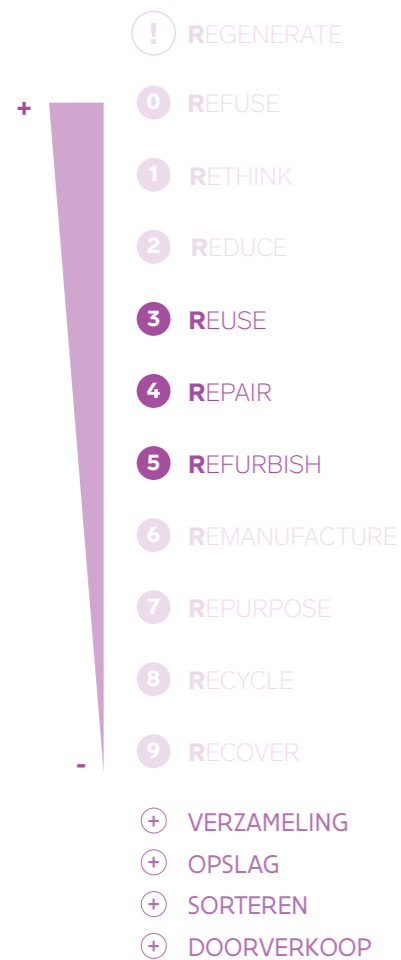 ! REGENERATE
+
0 REFUSE
1 RETHINK
2 REDUCE
3 REUSE
4 REPAIR
5 REFURBISH
6 REMANUFACTURE
7 REPURPOSE
8 RECYCLE
9 RECOVER
-
+ VERZAMELING
+ OPSLAG
+ SORTEREN
+ DOORVERKOOP